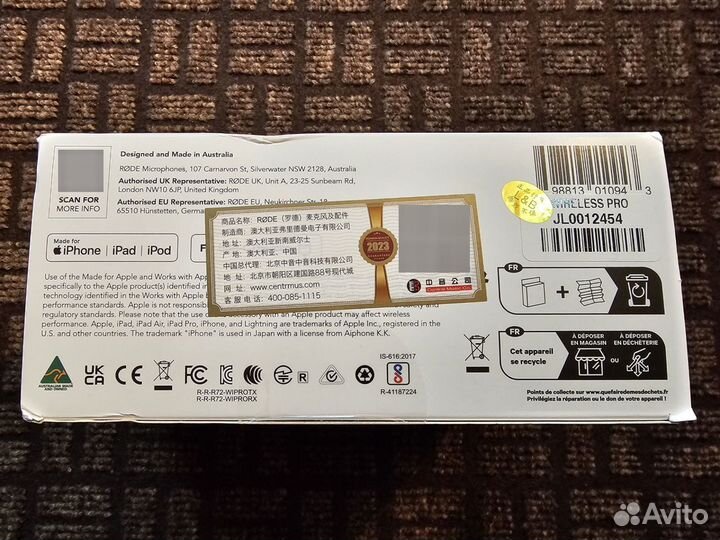 SCAN FOR
MORE INFO
Designed and Made in Australia
RØDE Microphones, 107 Carnarvon St, Silverwater NSW 2128, Australia
Authorised UK Representative: RØDE UK, Unit A, 23-25 Sunbeam Rd,
London NW10 6JP, United Kingdom
Authorised EU Representative: RØDE EU, Neukirchner Str.
65510 Hünstetten,
Made for
iPhone | iPad | iPod
Use of the Made for Apple and Works with Apple
specifically to the Apple product(s) identified
technology identified in the Works with Apple
performance standards. Apple is not responsible
regulatory standards. Please note that the use of this accessory with an Apple product may affect wireless
performance. Apple, iPad, iPad Air, iPad Pro, iPhone, and Lightning are trademarks of Apple Inc., registered in the
U.S. and other countries. The trademark "iPhone" is used in Japan with a license from Aiphone K.K.
商品名称: RØDE (罗德) 麦克风及配件
制造商: 澳大利亚弗里德曼电子有限公司
地 址: 澳大利亚新南威尔士
产 地: 澳大利亚、中国
中国总代理: 北京中音中音科技有限公司
地 址: 北京市朝阳区建国路88号现代城
网 址: www.centrmus.com
客服电话: 400-085-1115
2023
中音公司
L&B
98813 01094 3
WIRELESS PRO
JL0012454
FR
+
FR
Cet appareil
se recycle
À DÉPOSER
EN MAGASIN
OU
À DÉPOSER
EN DÉCHÈTERIE
Points de collecte sur www.quefairedemesdechets.fr
Privilégiez la réparation ou le don de votre appareil !
AUSTRALIAN MADE
AND OWNED
UK
CA
CE
FC
R-R-R72-WIPROTX
R-R-R72-WIPRORX
IS-616:2017
R-41187224
Avito